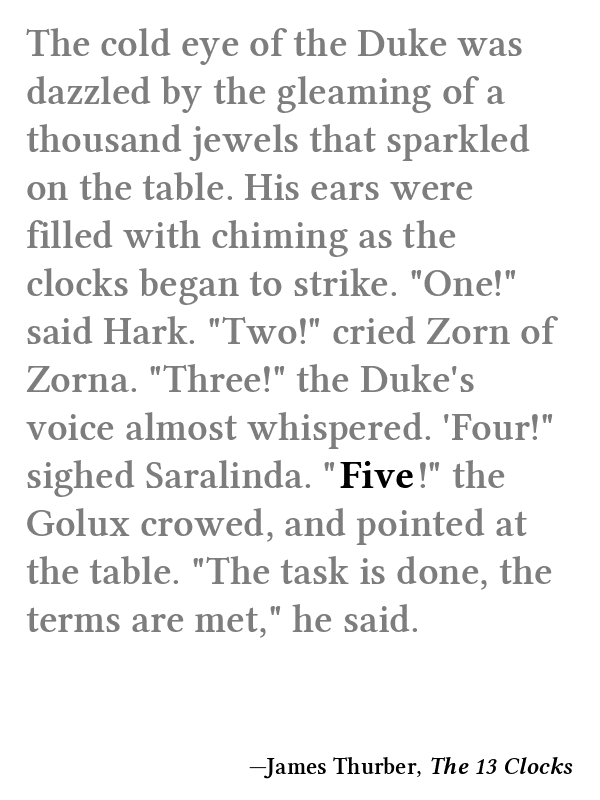 The cold eye of the Duke was
dazzled by the gleaming of a
thousand jewels that sparkled
on the table. His ears were
filled with chiming as the
clocks began to strike. "One!"
said Hark. "Two!" cried Zorn of
Zorna. "Three!" the Duke's
voice almost whispered. 'Four!"
sighed Saralinda. "Five!" the
Golux crowed, and pointed at
the table. "The task is done, the
terms are met," he said.
—James Thurber, The 13 Clocks